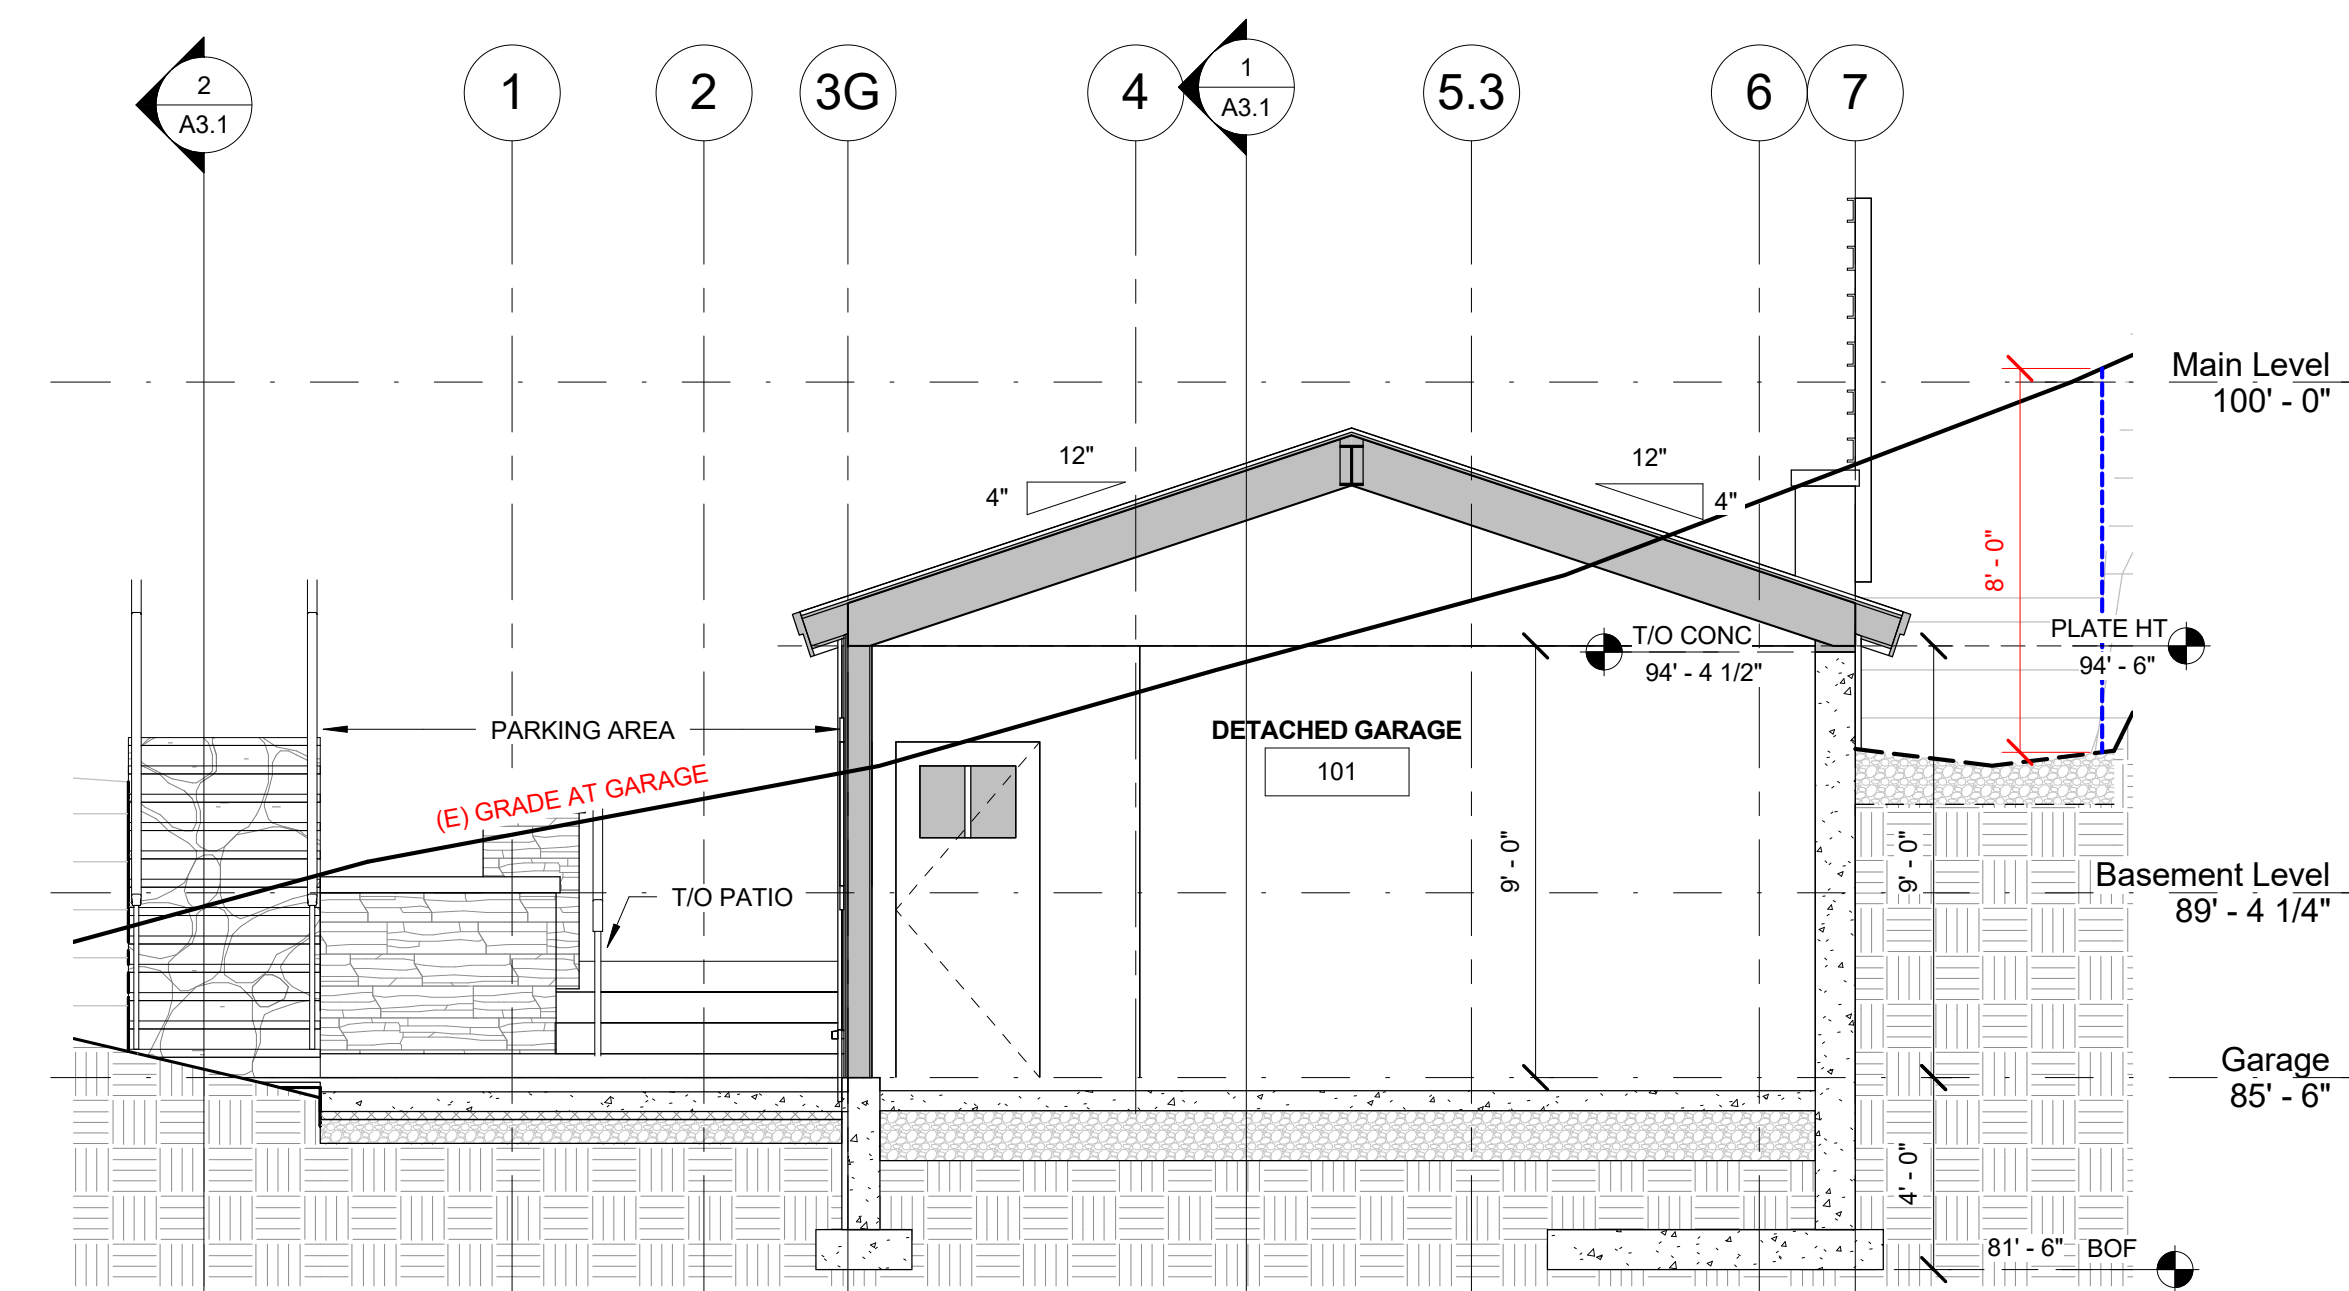 2
A3.1
1
2
3G
4
1
A3.1
5.3
6
7
Main Level
100' - 0"
12"
4"
12"
4"
8' - 0"
T/O CONC
94' - 4 1/2"
PLATE HT
94' - 6"
PARKING AREA
DETACHED GARAGE
101
(E) GRADE AT GARAGE
9' - 0"
9' - 0"
T/O PATIO
Basement Level
89' - 4 1/4"
Garage
85' - 6"
4' - 0"
81' - 6" BOF